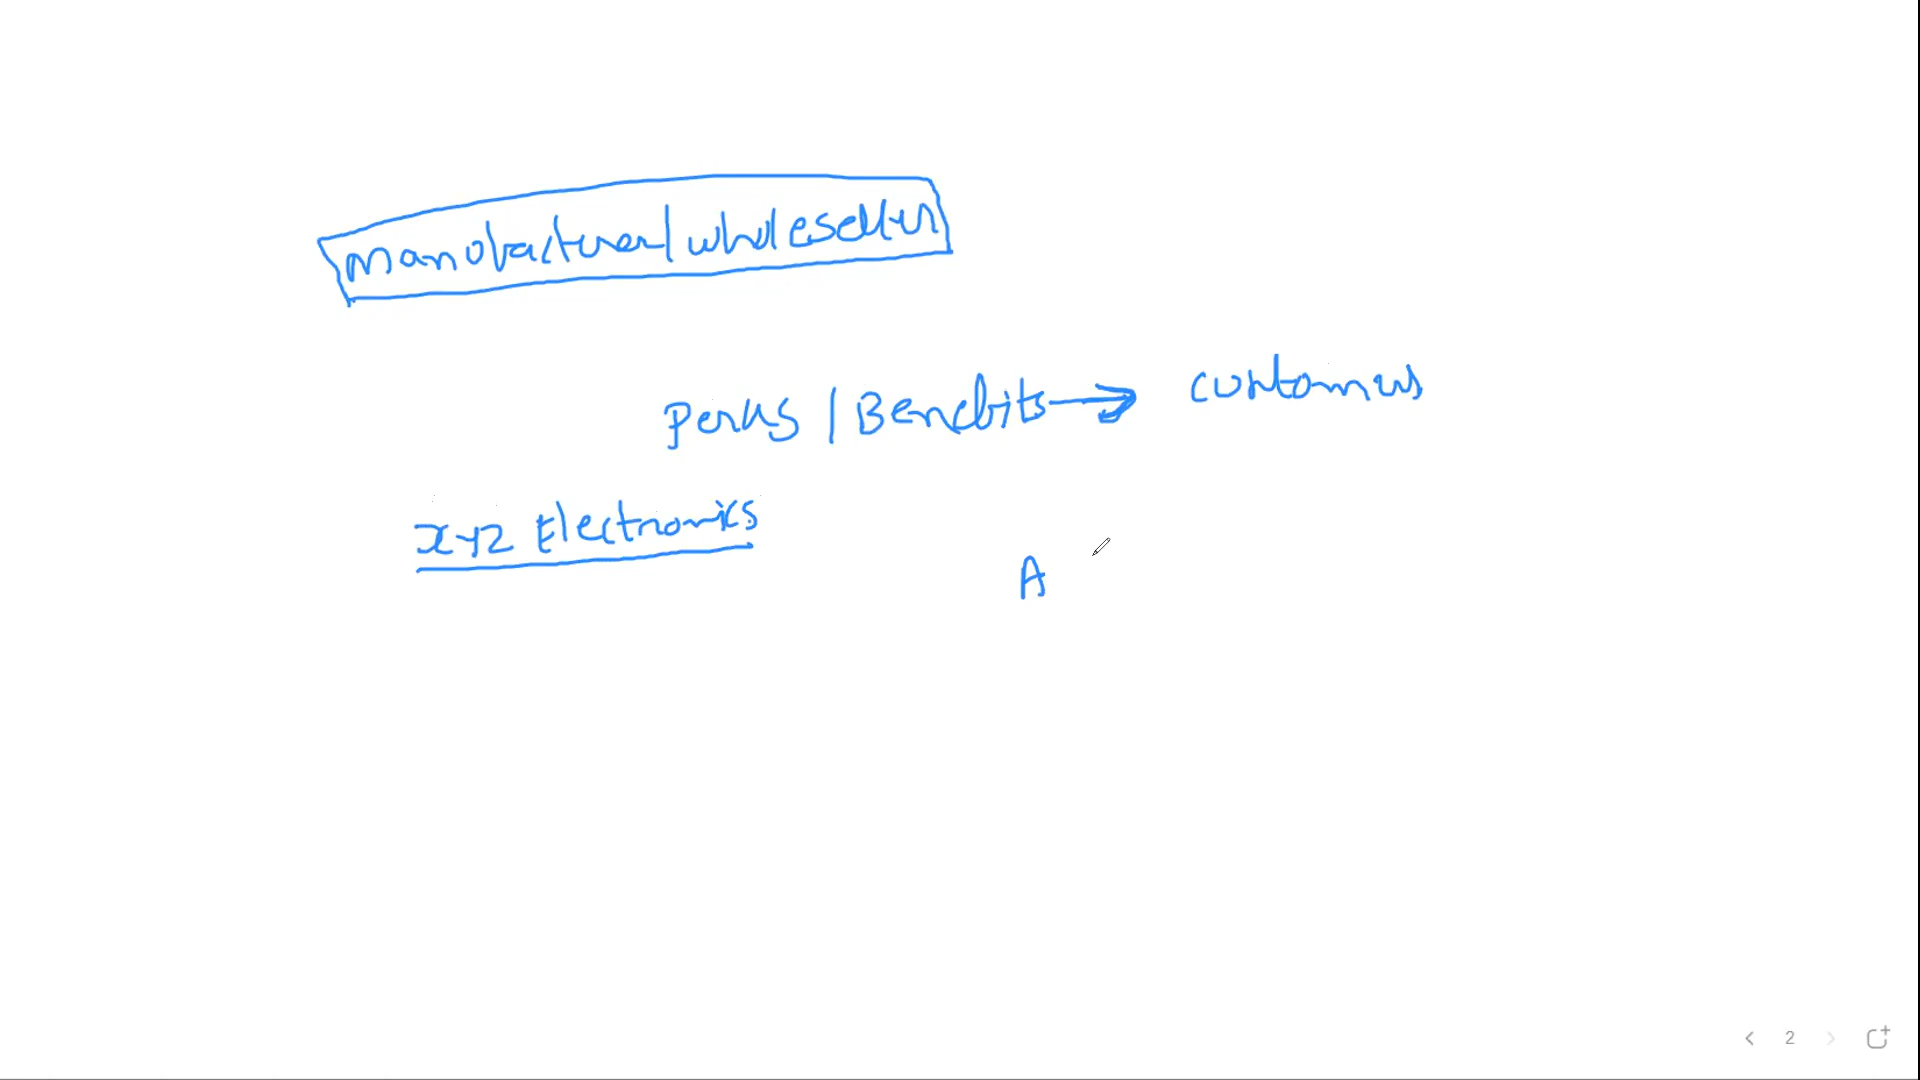 manufacturer/wholeseller
Perks / Benefits → customers
xyz Electronics
A
2